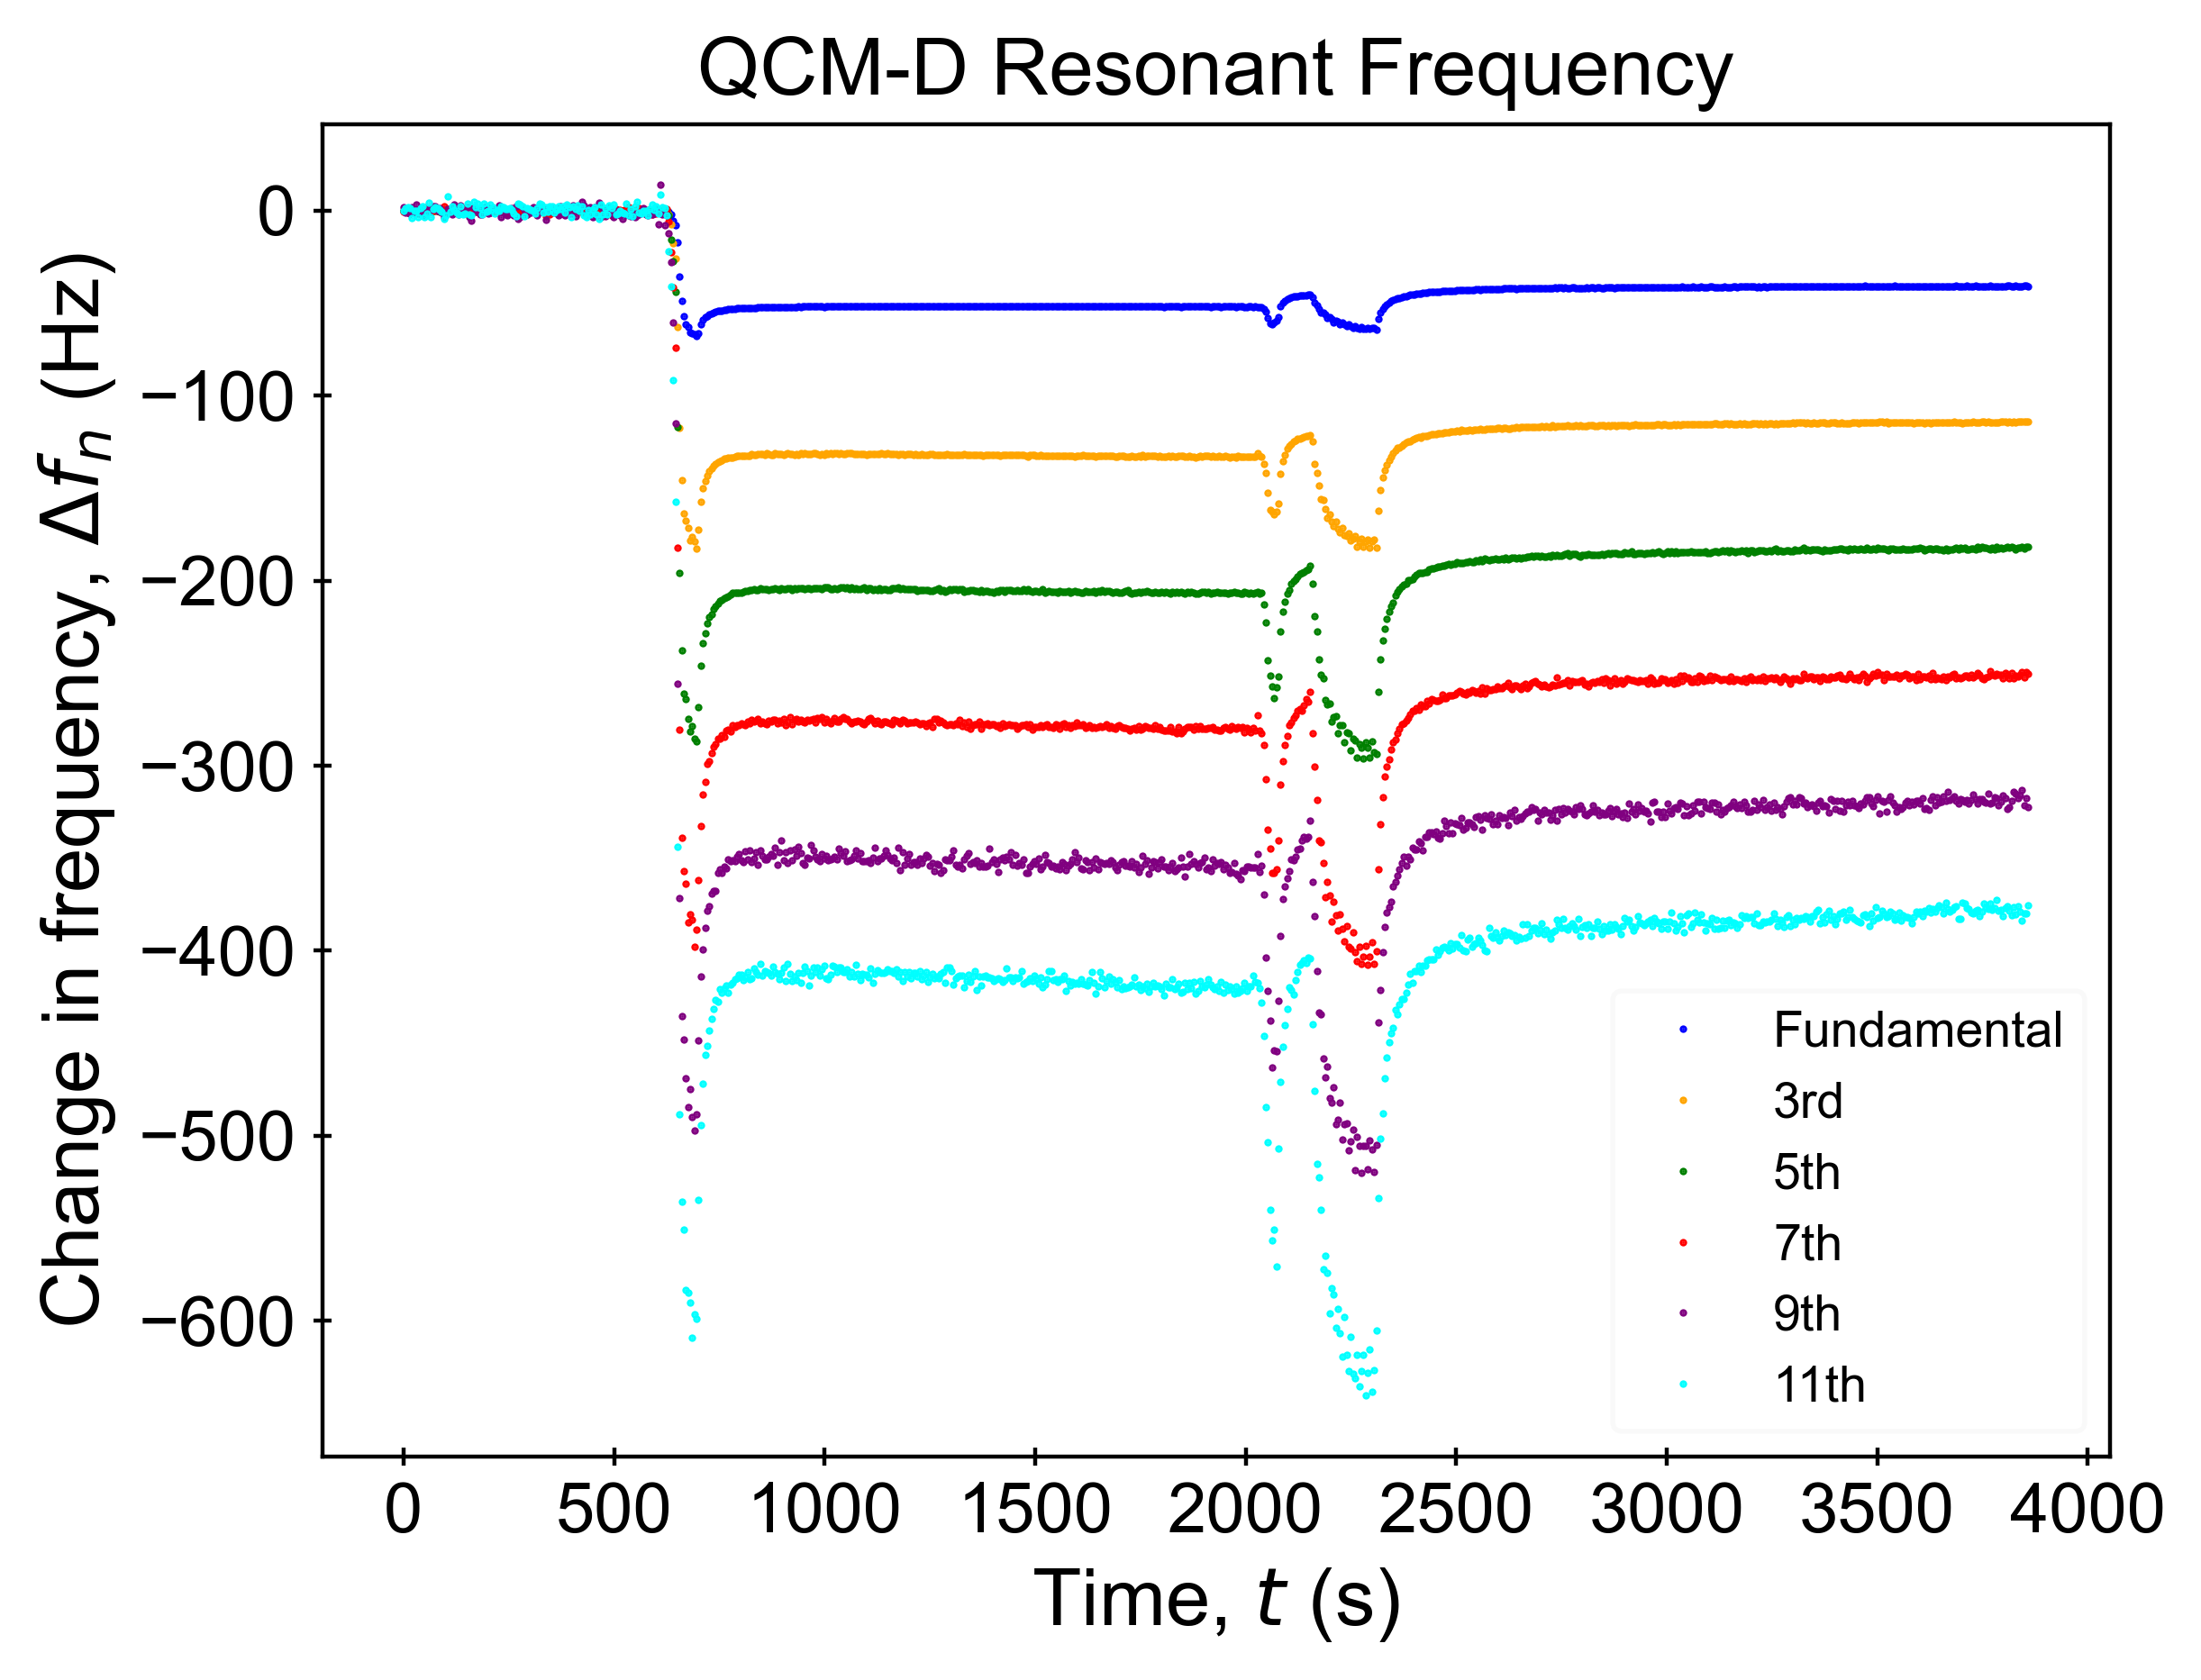 QCM-D Resonant Frequency
Change in frequency, Δfn (Hz)
0
−100
−200
−300
−400
−500
−600
Fundamental
3rd
5th
7th
9th
11th
0 500 1000 1500 2000 2500 3000 3500 4000
Time, t (s)